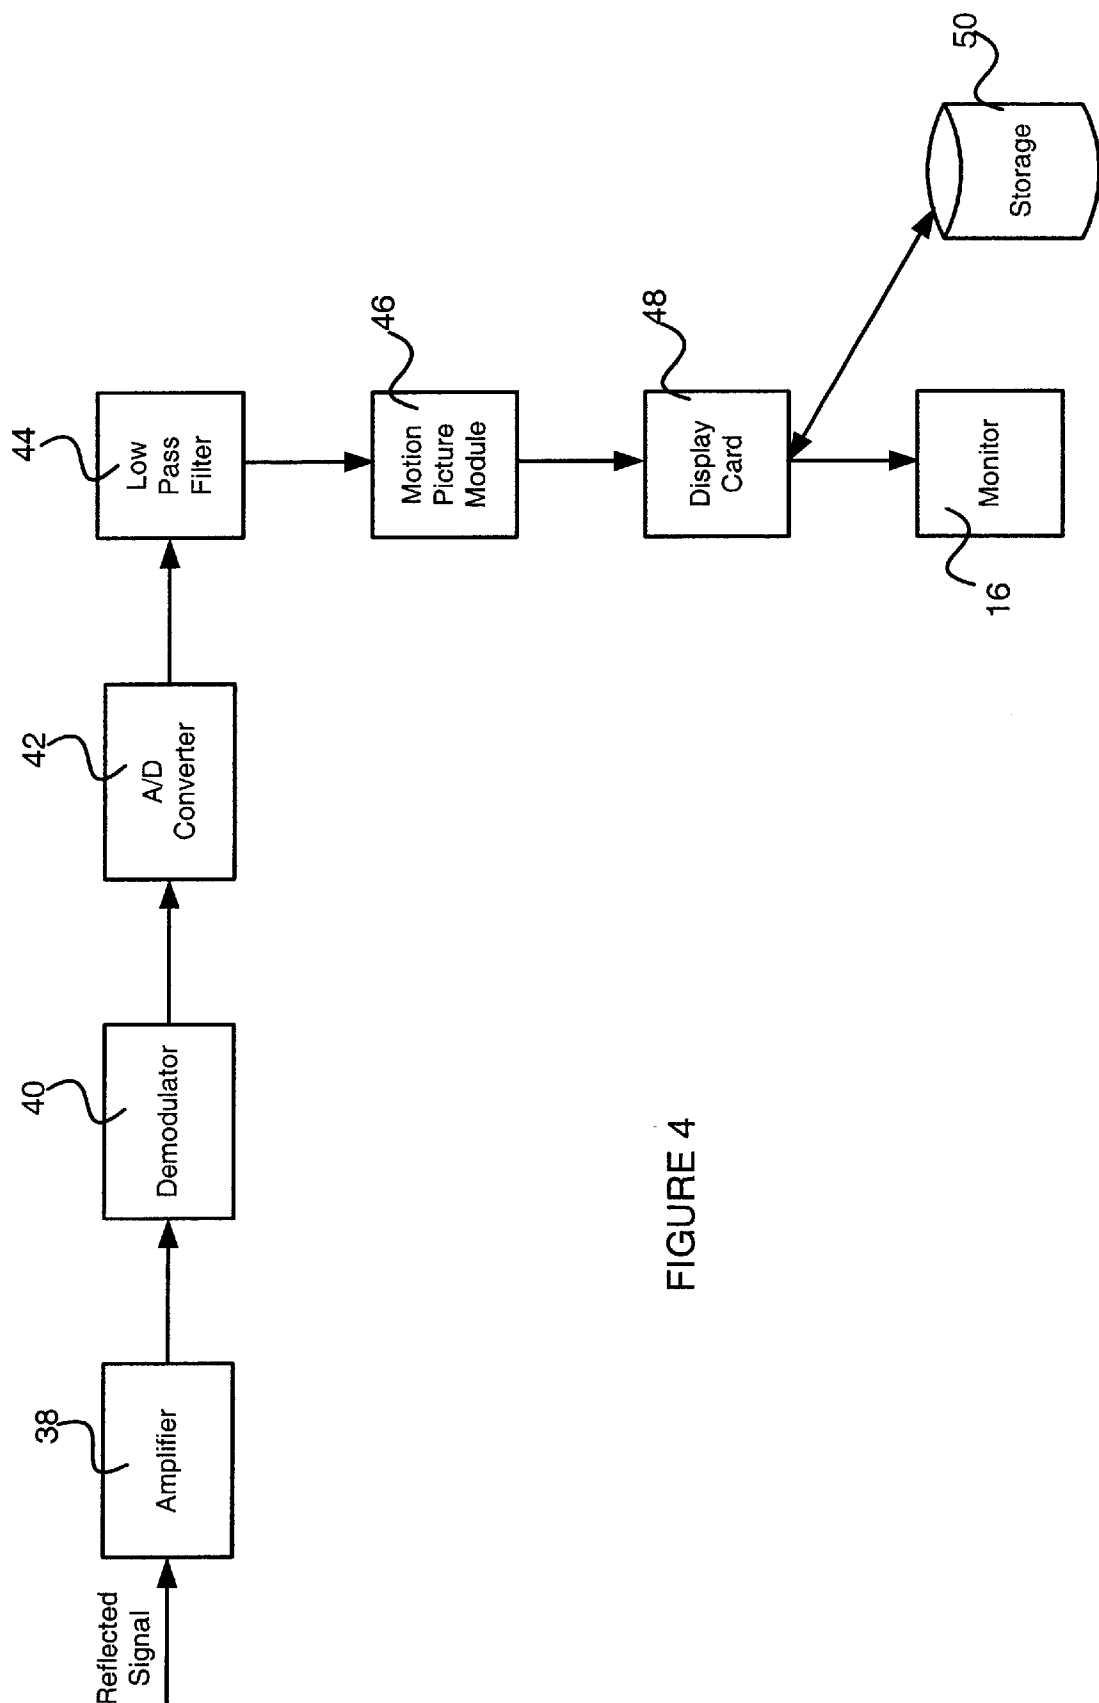 Reflected
Signal
38
Amplifier
40
Demodulator
42
A/D
Converter
44
Low
Pass
Filter
46
Motion
Picture
Module
48
Display
Card
50
Storage
16
Monitor
FIGURE 4